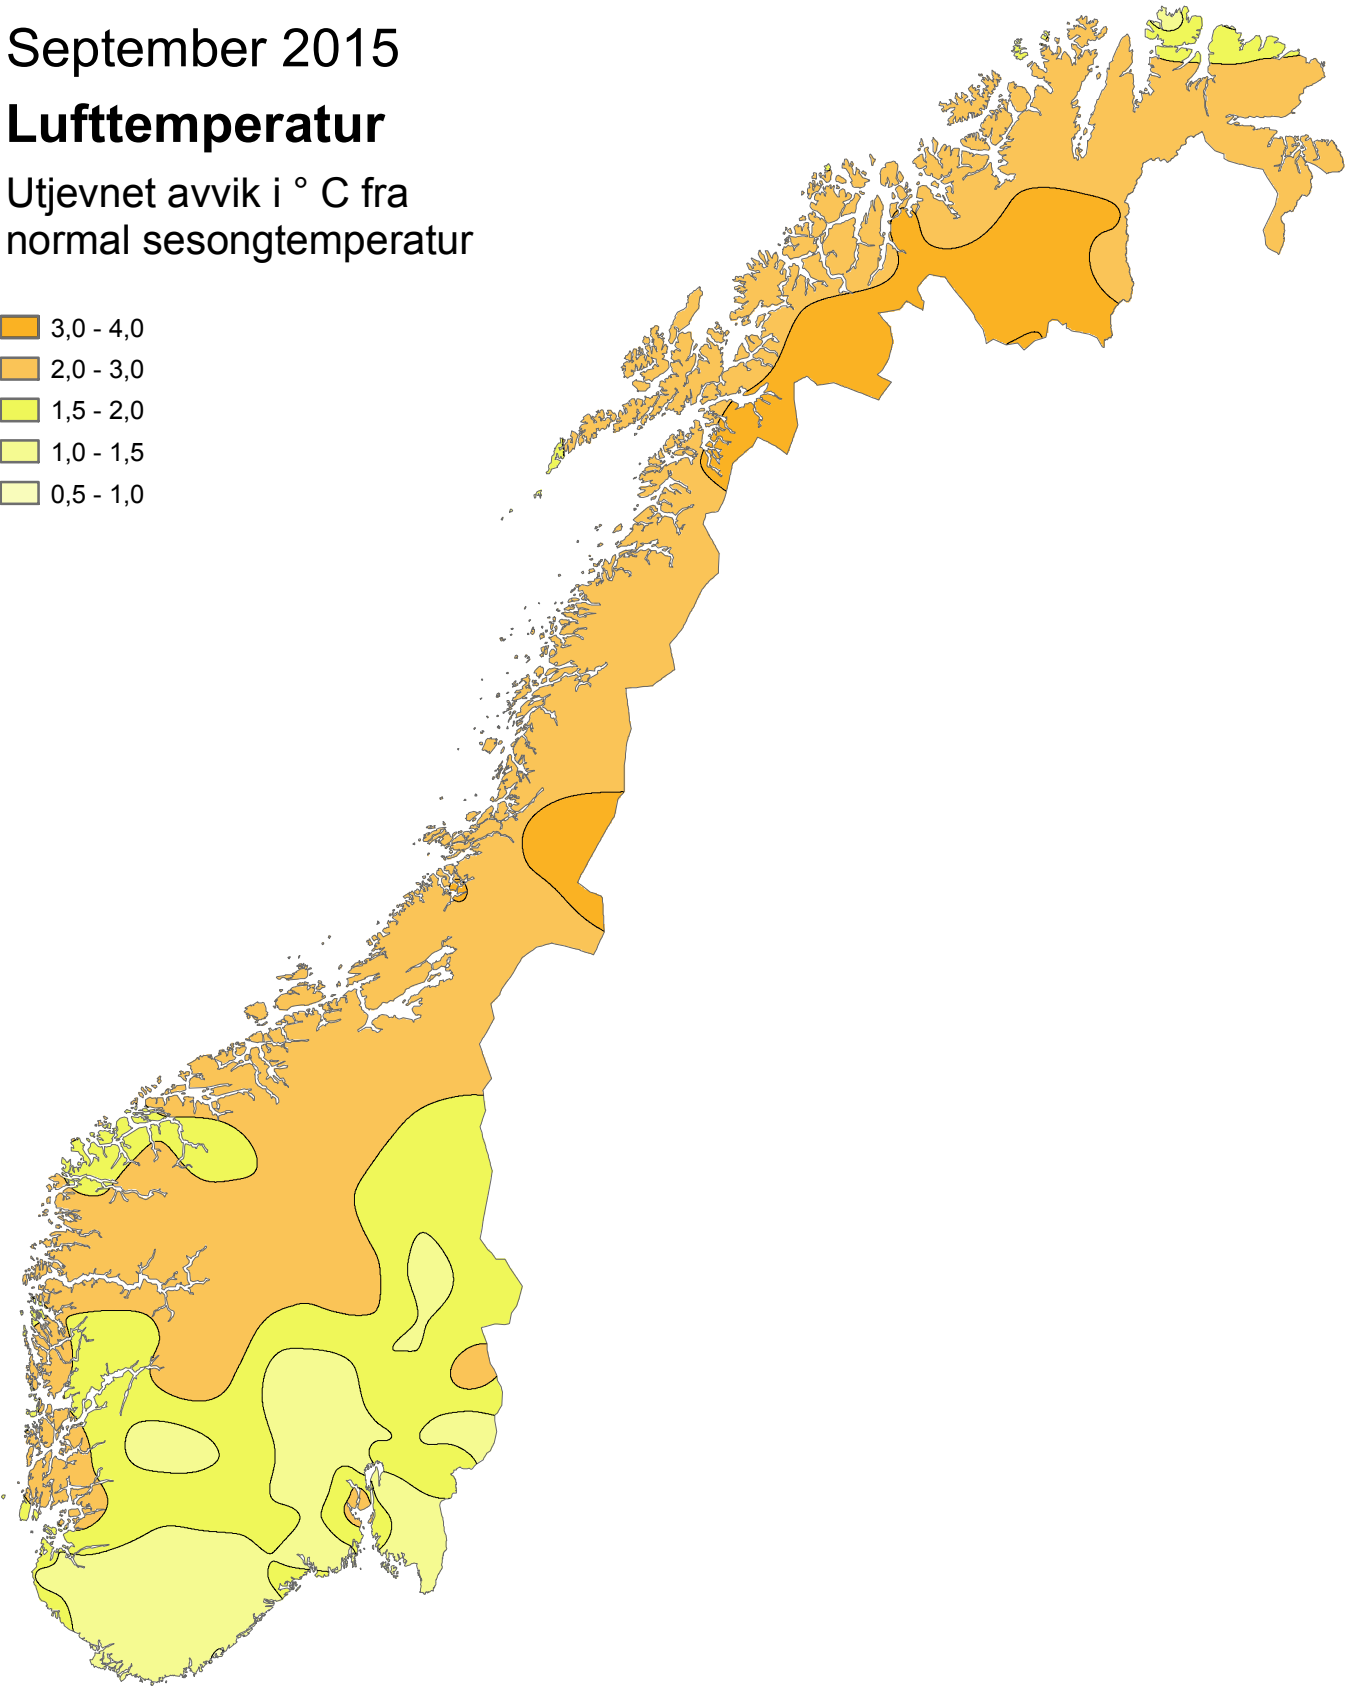 September 2015
Lufttemperatur
Utjevnet avvik i ° C fra
normal sesongtemperatur
3,0 - 4,0
2,0 - 3,0
1,5 - 2,0
1,0 - 1,5
0,5 - 1,0